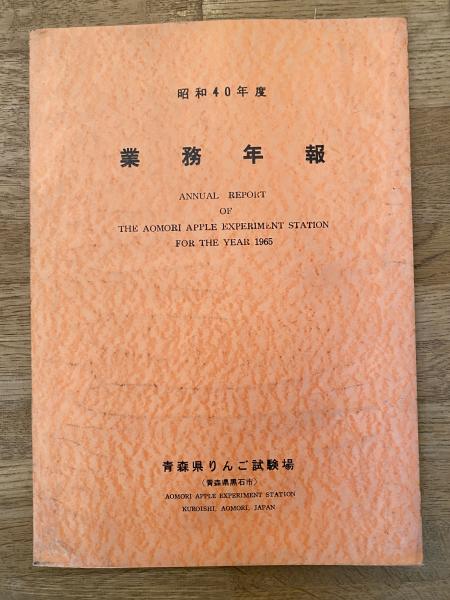 昭和40年度
業務年報
ANNUAL REPORT
OF
THE AOMORI APPLE EXPERIMENT STATION
FOR THE YEAR 1965
青森県りんご試験場
(青森県黒石市)
AOMORI APPLE EXPERIMENT STATION
KUROISHI, AOMORI, JAPAN